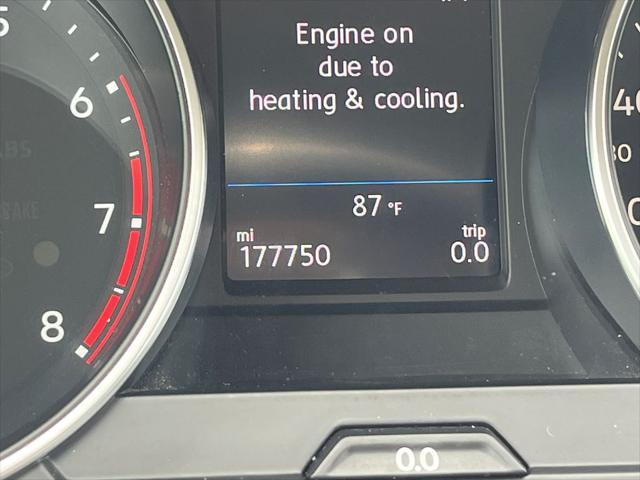 Engine on
due to
heating & cooling.
87 °F
mi trip
177750 0.0
6
7
8
0.0